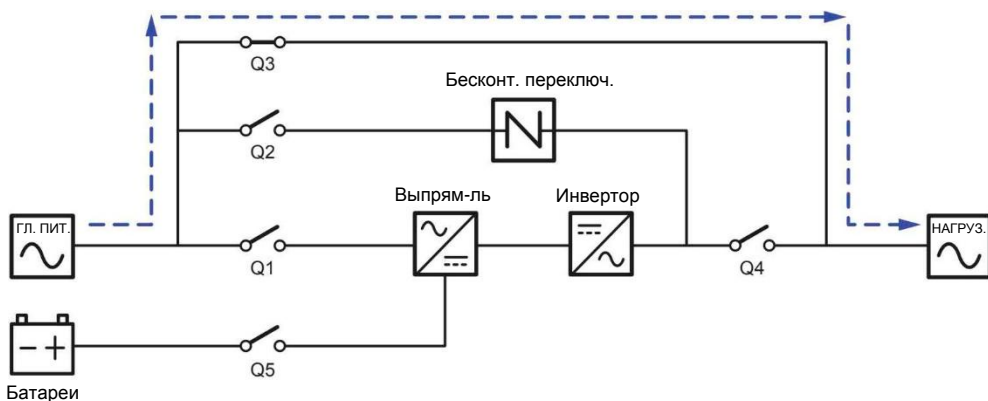 Q3
Бесконт. переключ.
Q2
Выпрям-ль
Инвертор
ГЛ. ПИТ.
НАГРУЗ.
Q1
Q4
Q5
Батареи